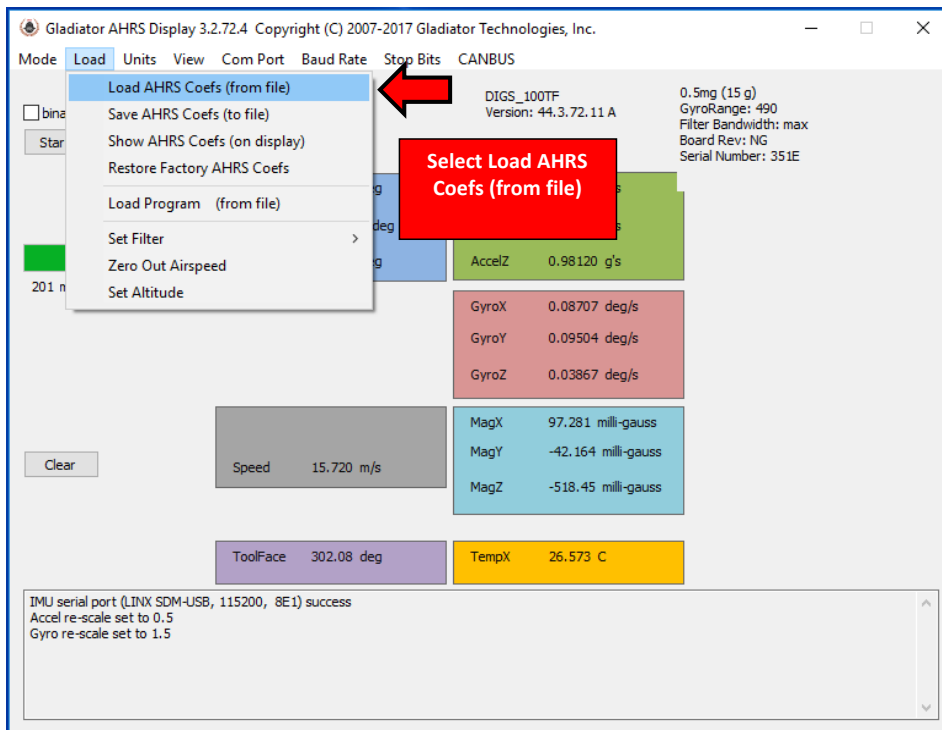 Gladiator AHRS Display 3.2.72.4 Copyright (C) 2007-2017 Gladiator Technologies, Inc.
Mode Load Units View Com Port Baud Rate Stop Bits CANBUS
Load AHRS Coefs (from file)
Save AHRS Coefs (to file)
Show AHRS Coefs (on display)
Restore Factory AHRS Coefs
Load Program (from file)
Set Filter >
Zero Out Airspeed
Set Altitude
bina
Star
201 m
Clear
DIGS_100TF
Version: 44.3.72.11 A
0.5mg (15 g)
GyroRange: 490
Filter Bandwidth: max
Board Rev: NG
Serial Number: 351E
Select Load AHRS
Coefs (from file)
deg
AccelZ 0.98120 g's
GyroX 0.08707 deg/s
GyroY 0.09504 deg/s
GyroZ 0.03867 deg/s
MagX 97.281 milli-gauss
MagY -42.164 milli-gauss
MagZ -518.45 milli-gauss
Speed 15.720 m/s
ToolFace 302.08 deg
TempX 26.573 C
IMU serial port (LINX SDM-USB, 115200, 8E1) success
Accel re-scale set to 0.5
Gyro re-scale set to 1.5